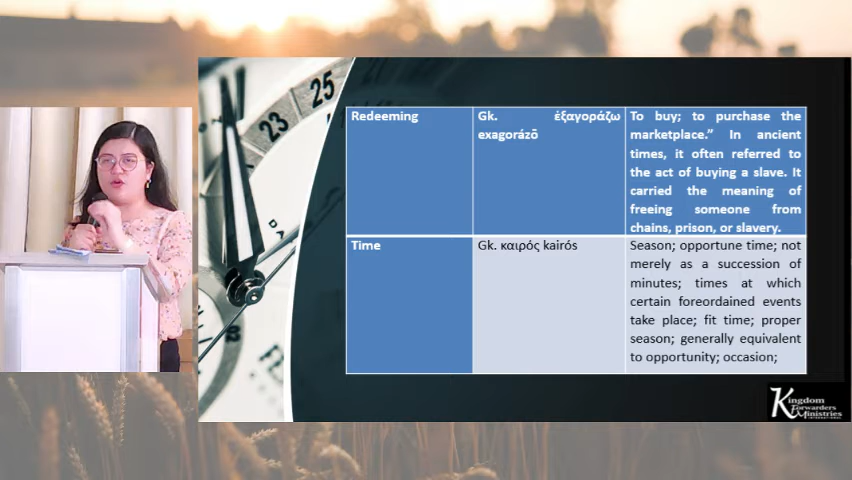 25
23
DA
Redeeming
Gk. ἐξαγοράζω
exagorázō
To buy; to purchase the
marketplace.” In ancient
times, it often referred to
the act of buying a slave. It
carried the meaning of
freeing someone from
chains, prison, or slavery.
Time
Gk. καιρός kairós
Season; opportune time; not
merely as a succession of
minutes; times at which
certain foreordained events
take place; fit time; proper
season; generally equivalent
to opportunity; occasion;
Kingdom
Forwarders
Ministries